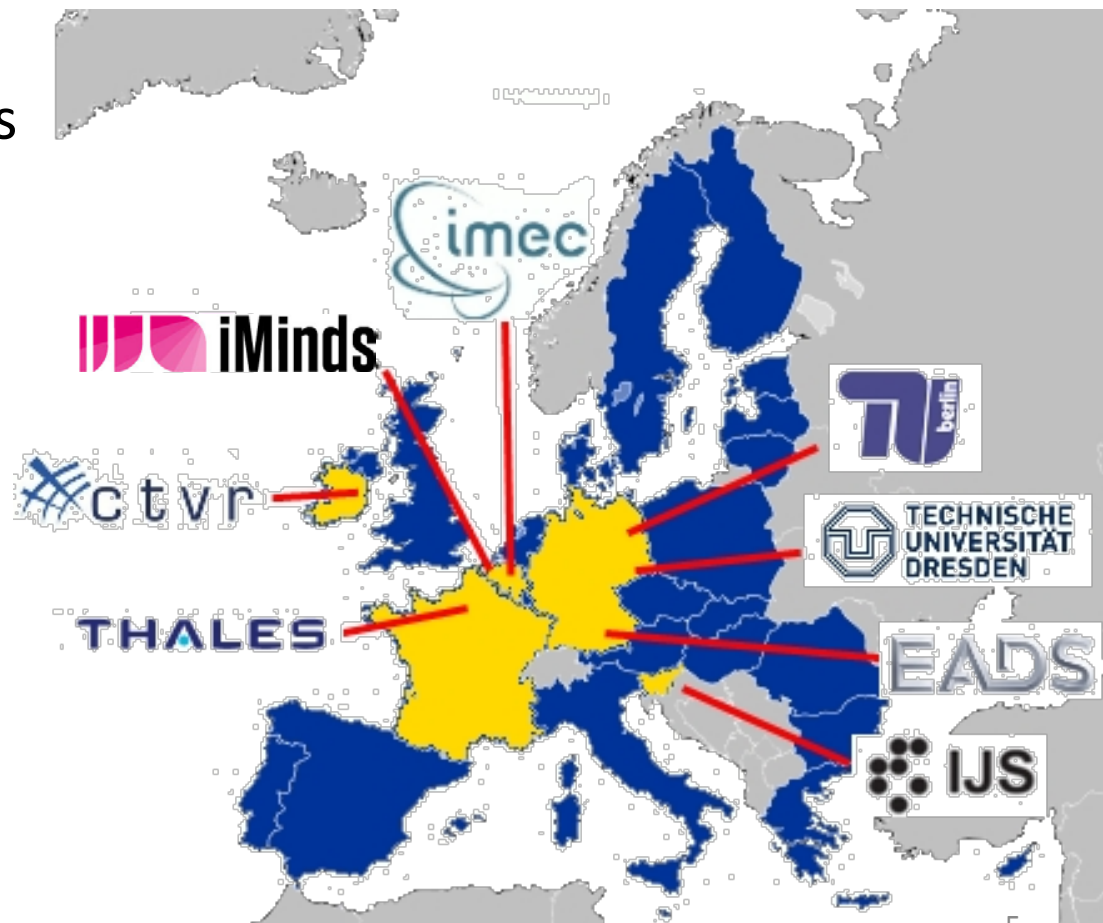 s
imec
iMinds
TU berlin
ctvr
TECHNISCHE
UNIVERSITÄT
DRESDEN
THALES
EADS
IJS